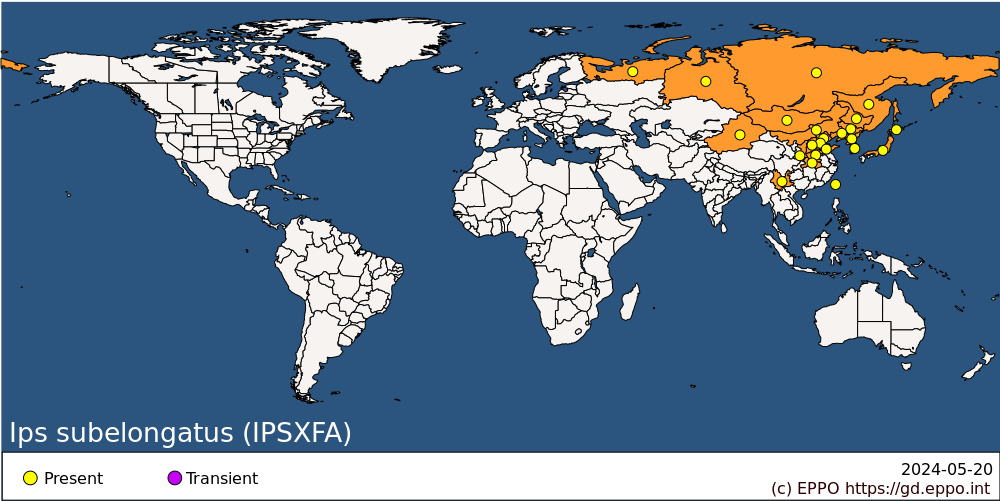 Ips subelongatus (IPSXFA)
Present
Transient
2024-05-20
(c) EPPO https://gd.eppo.int